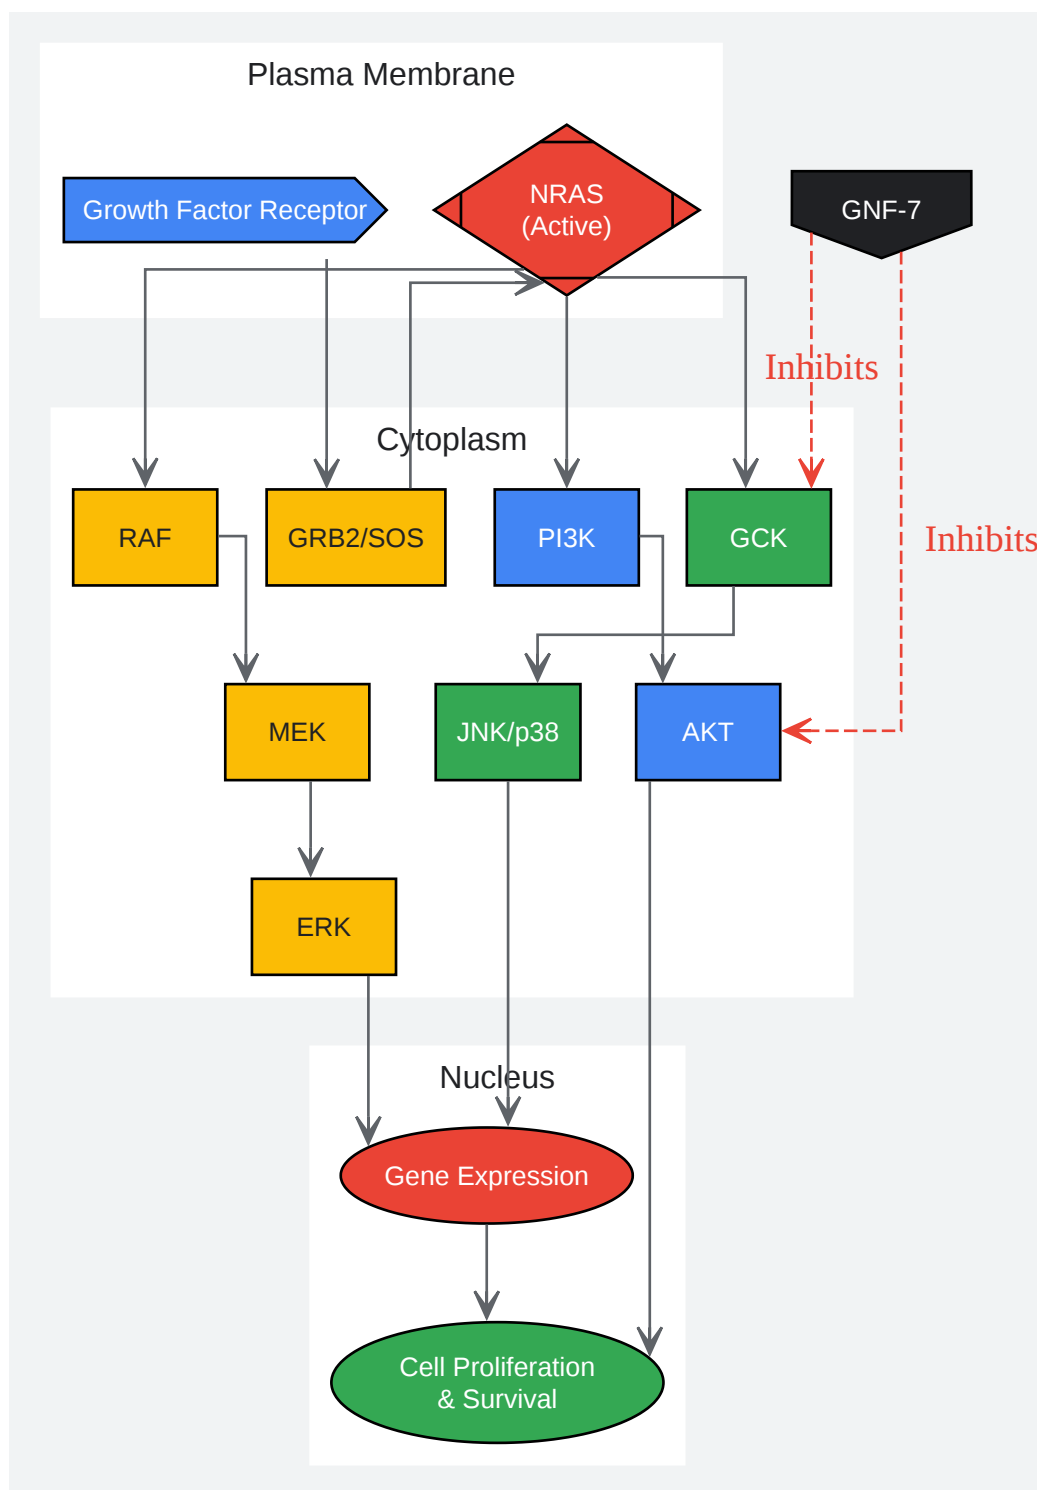 Plasma Membrane
Growth Factor Receptor
NRAS
(Active)
GNF-7
Inhibits
Cytoplasm
RAF
GRB2/SOS
PI3K
GCK
Inhibits
MEK
JNK/p38
AKT
ERK
Nucleus
Gene Expression
Cell Proliferation
& Survival